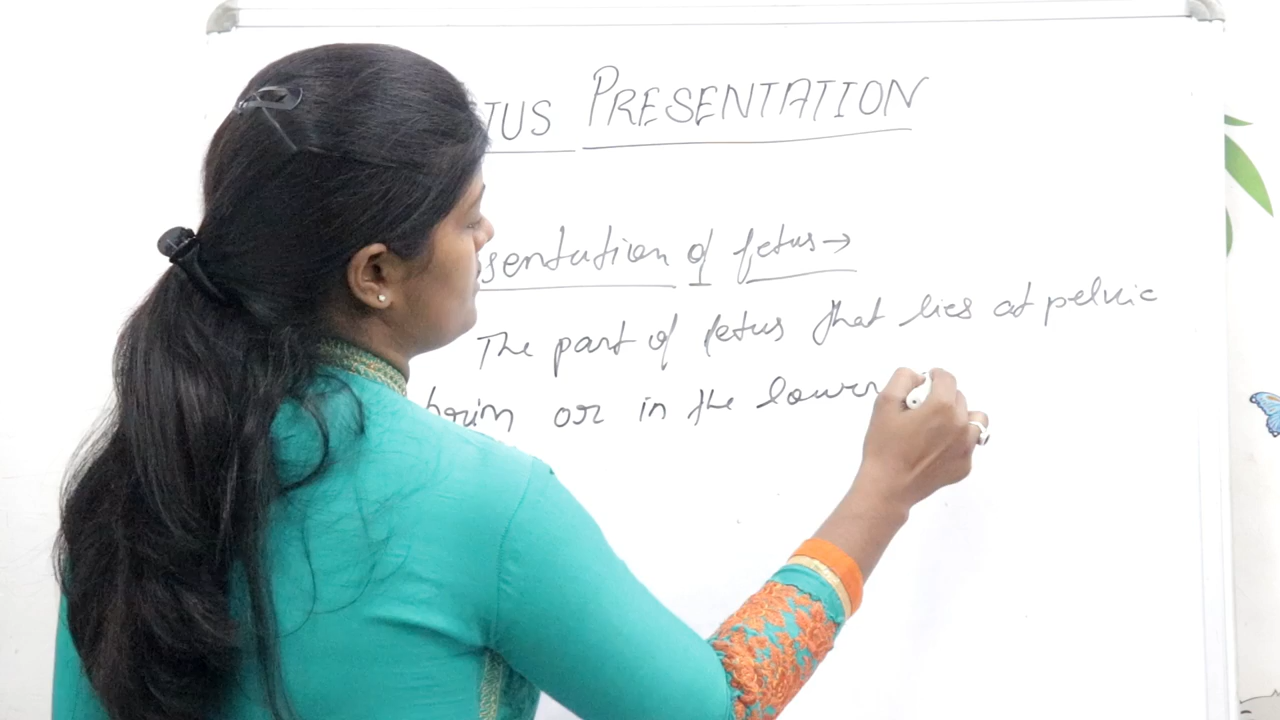 TUS PRESENTATION
sentation of fetus →
The part of fetus that lies at pelvic
brim or in the lower